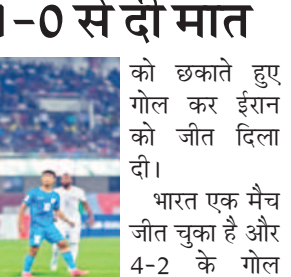 1-0 से दी मात
को छकाते हुए
गोल कर ईरान
को जीत दिला
दी।
भारत एक मैच
जीत चुका है और
4-2 के गोल